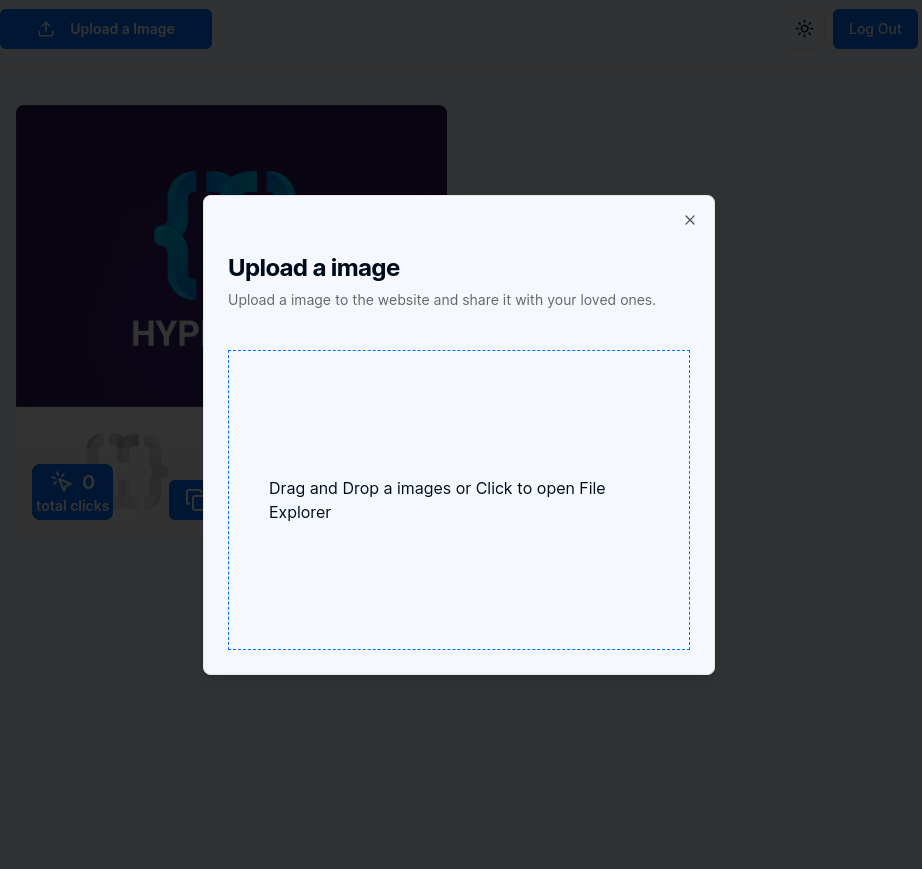 Upload a Image
Log Out
Upload a image
Upload a image to the website and share it with your loved ones.
Drag and Drop a images or Click to open File
Explorer
0
total clicks